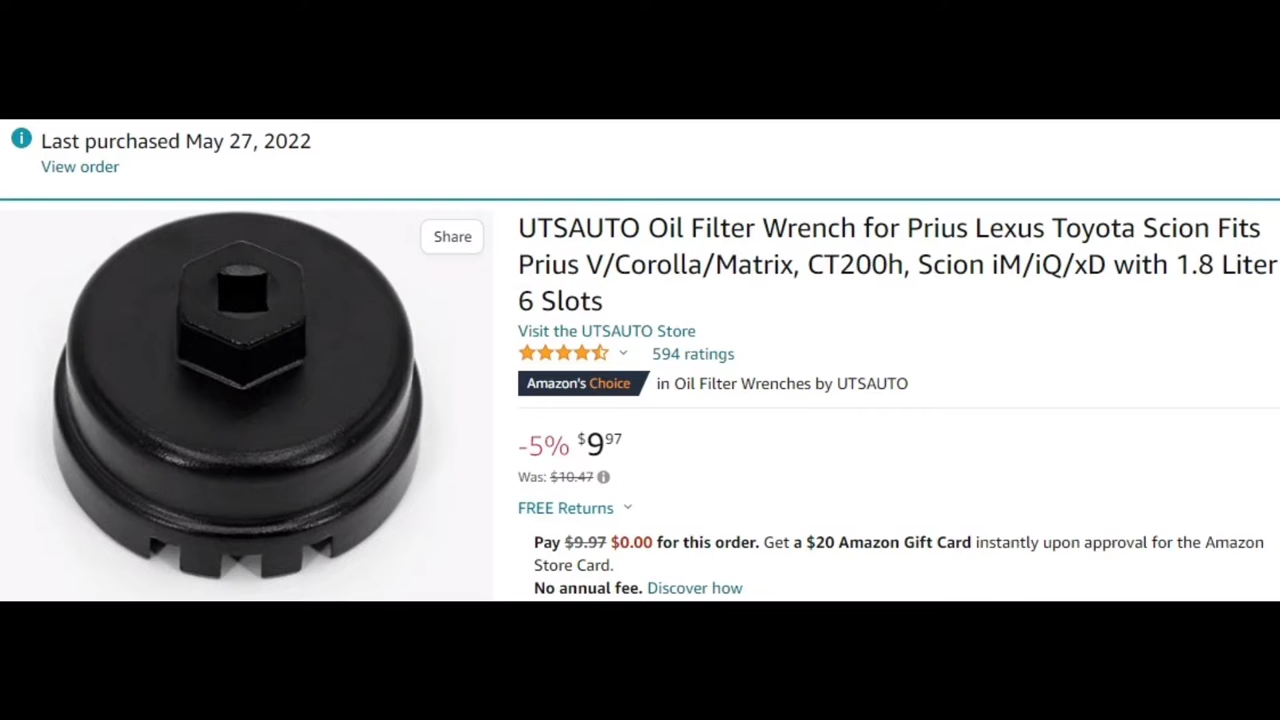 Last purchased May 27, 2022
View order
Share
UTSAUTO Oil Filter Wrench for Prius Lexus Toyota Scion Fits
Prius V/Corolla/Matrix, CT200h, Scion iM/iQ/xD with 1.8 Liter
6 Slots
Visit the UTSAUTO Store
594 ratings
Amazon's Choice in Oil Filter Wrenches by UTSAUTO
-5% $997
Was: $10.47
FREE Returns
Pay $9.97 $0.00 for this order. Get a $20 Amazon Gift Card instantly upon approval for the Amazon
Store Card.
No annual fee. Discover how